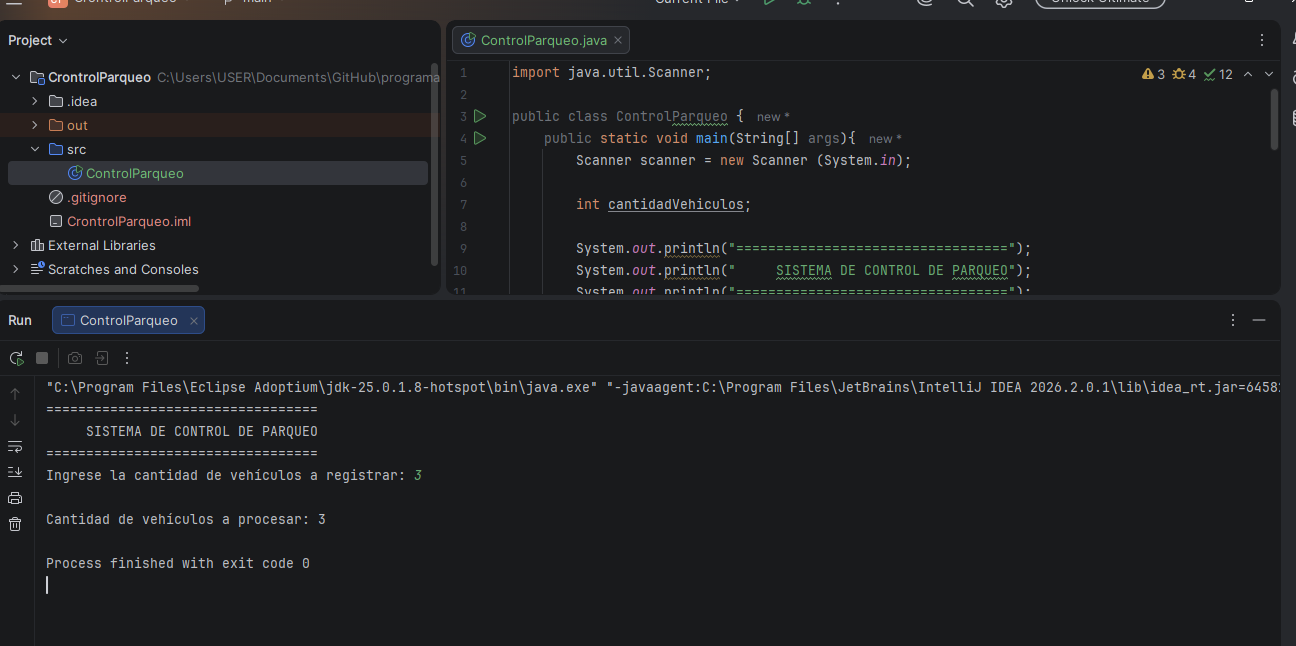 CrontrolParqueo
main
Current File
Unlock Ultimate
Project
CrontrolParqueo C:\Users\USER\Documents\GitHub\programa
.idea
out
src
ControlParqueo
.gitignore
CrontrolParqueo.iml
External Libraries
Scratches and Consoles
ControlParqueo.java
3 4 12
1 import java.util.Scanner;
2
3 public class ControlParqueo { new *
4 public static void main(String[] args){ new *
5 Scanner scanner = new Scanner (System.in);
6
7 int cantidadVehiculos;
8
9 System.out.println("==================================");
10 System.out.println("     SISTEMA DE CONTROL DE PARQUEO");
11 System.out.println("==================================");
Run
ControlParqueo
"C:\Program Files\Eclipse Adoptium\jdk-25.0.1.8-hotspot\bin\java.exe" "-javaagent:C:\Program Files\JetBrains\IntelliJ IDEA 2026.2.0.1\lib\idea_rt.jar=6458
==================================
     SISTEMA DE CONTROL DE PARQUEO
==================================
Ingrese la cantidad de vehículos a registrar: 3
Cantidad de vehículos a procesar: 3
Process finished with exit code 0